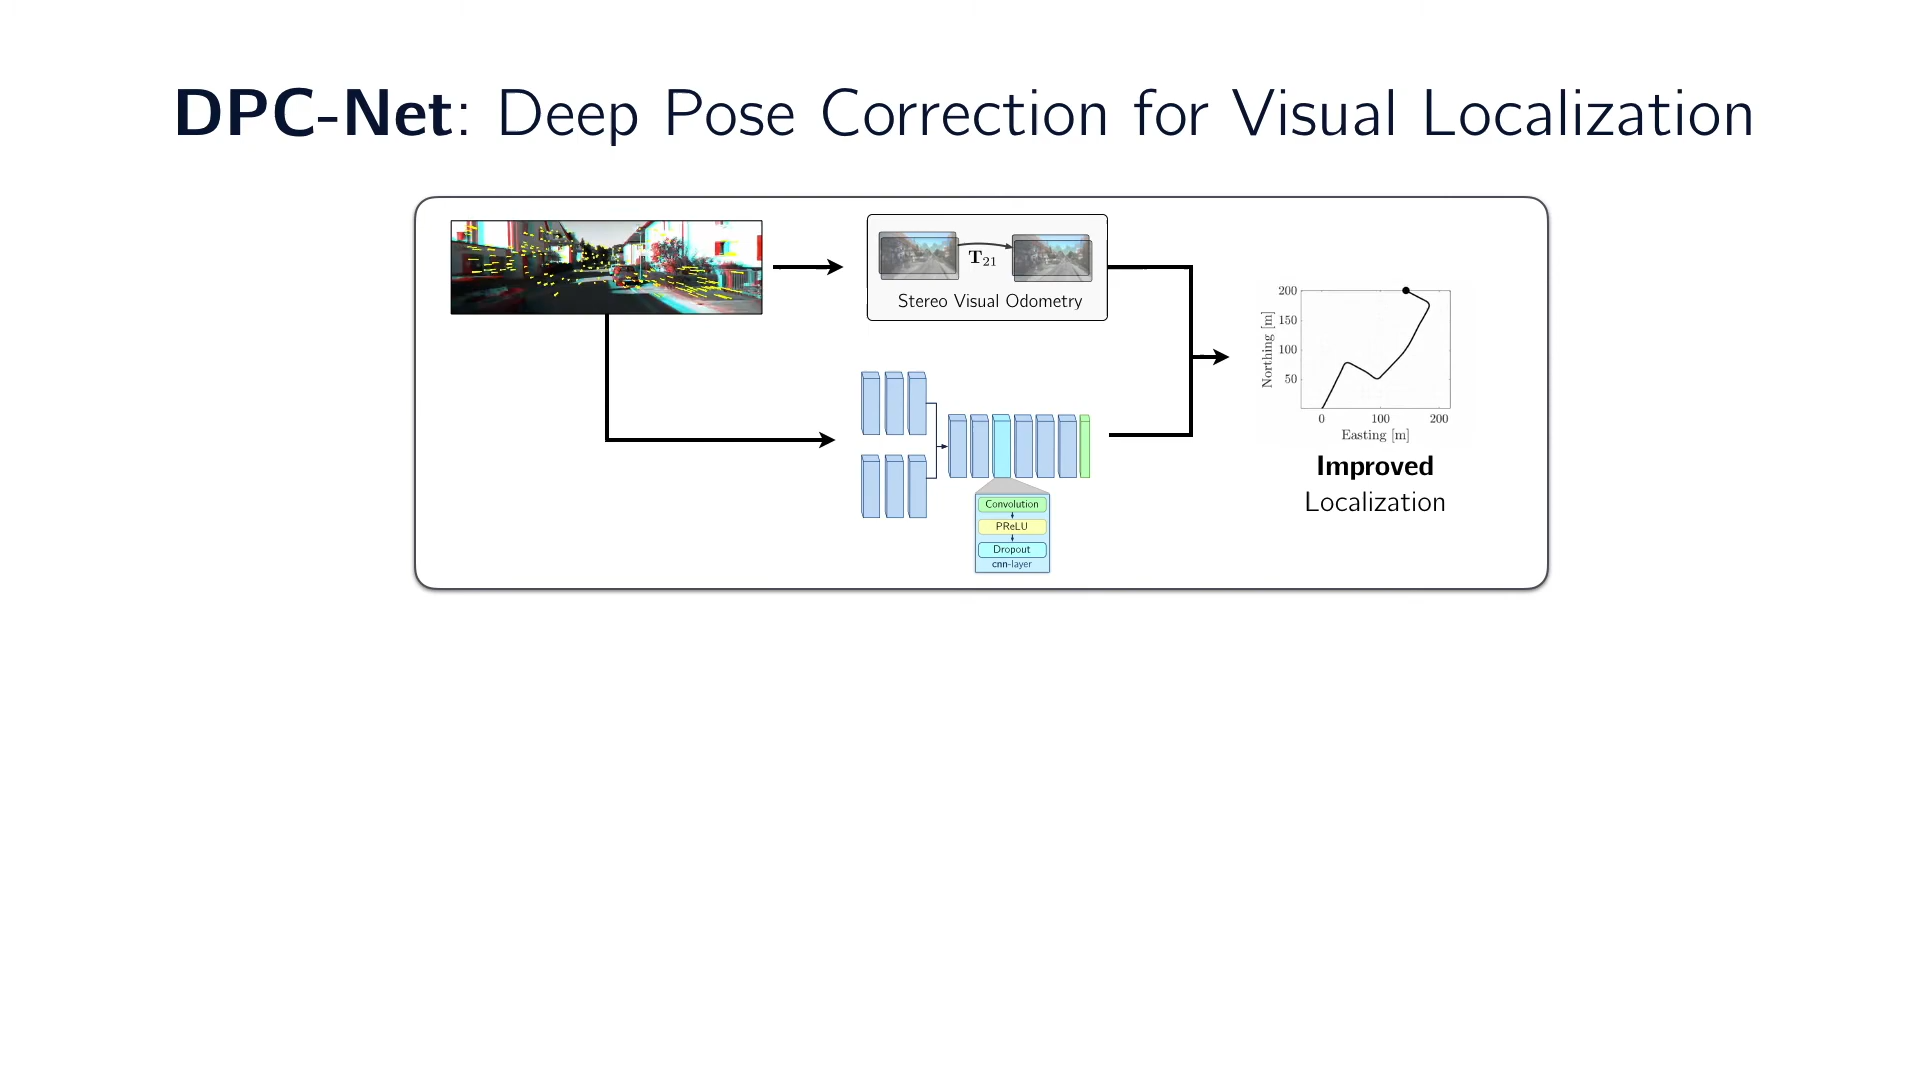 DPC-Net: Deep Pose Correction for Visual Localization
T21
Stereo Visual Odometry
Convolution
PReLU
Dropout
cnn-layer
200
150
100
50
Northing [m]
0 100 200
Easting [m]
Improved
Localization